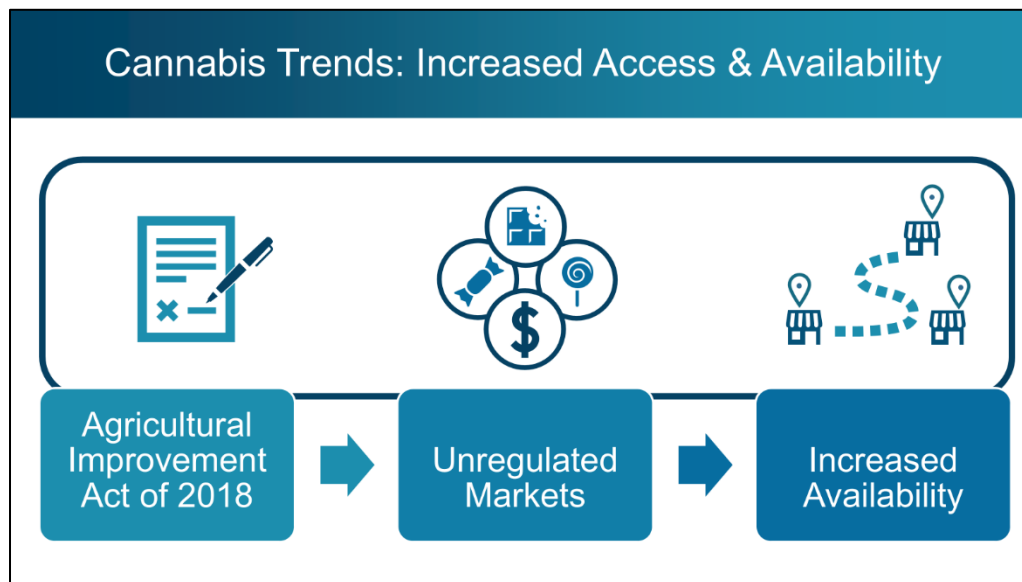 Cannabis Trends: Increased Access & Availability
$
Agricultural
Improvement
Act of 2018
Unregulated
Markets
Increased
Availability